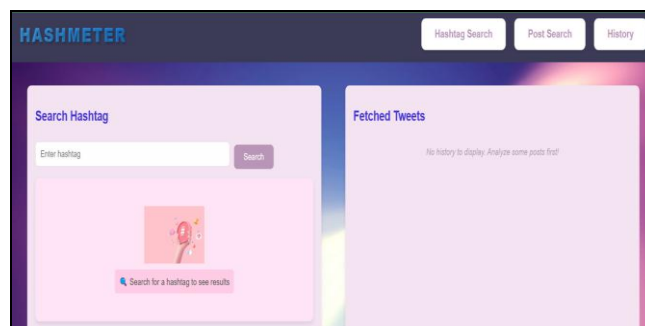 HASHMETER
Hashtag Search
Post Search
History
Search Hashtag
Enter hashtag
Search
🔍 Search for a hashtag to see results
Fetched Tweets
No history to display. Analyze some posts first!